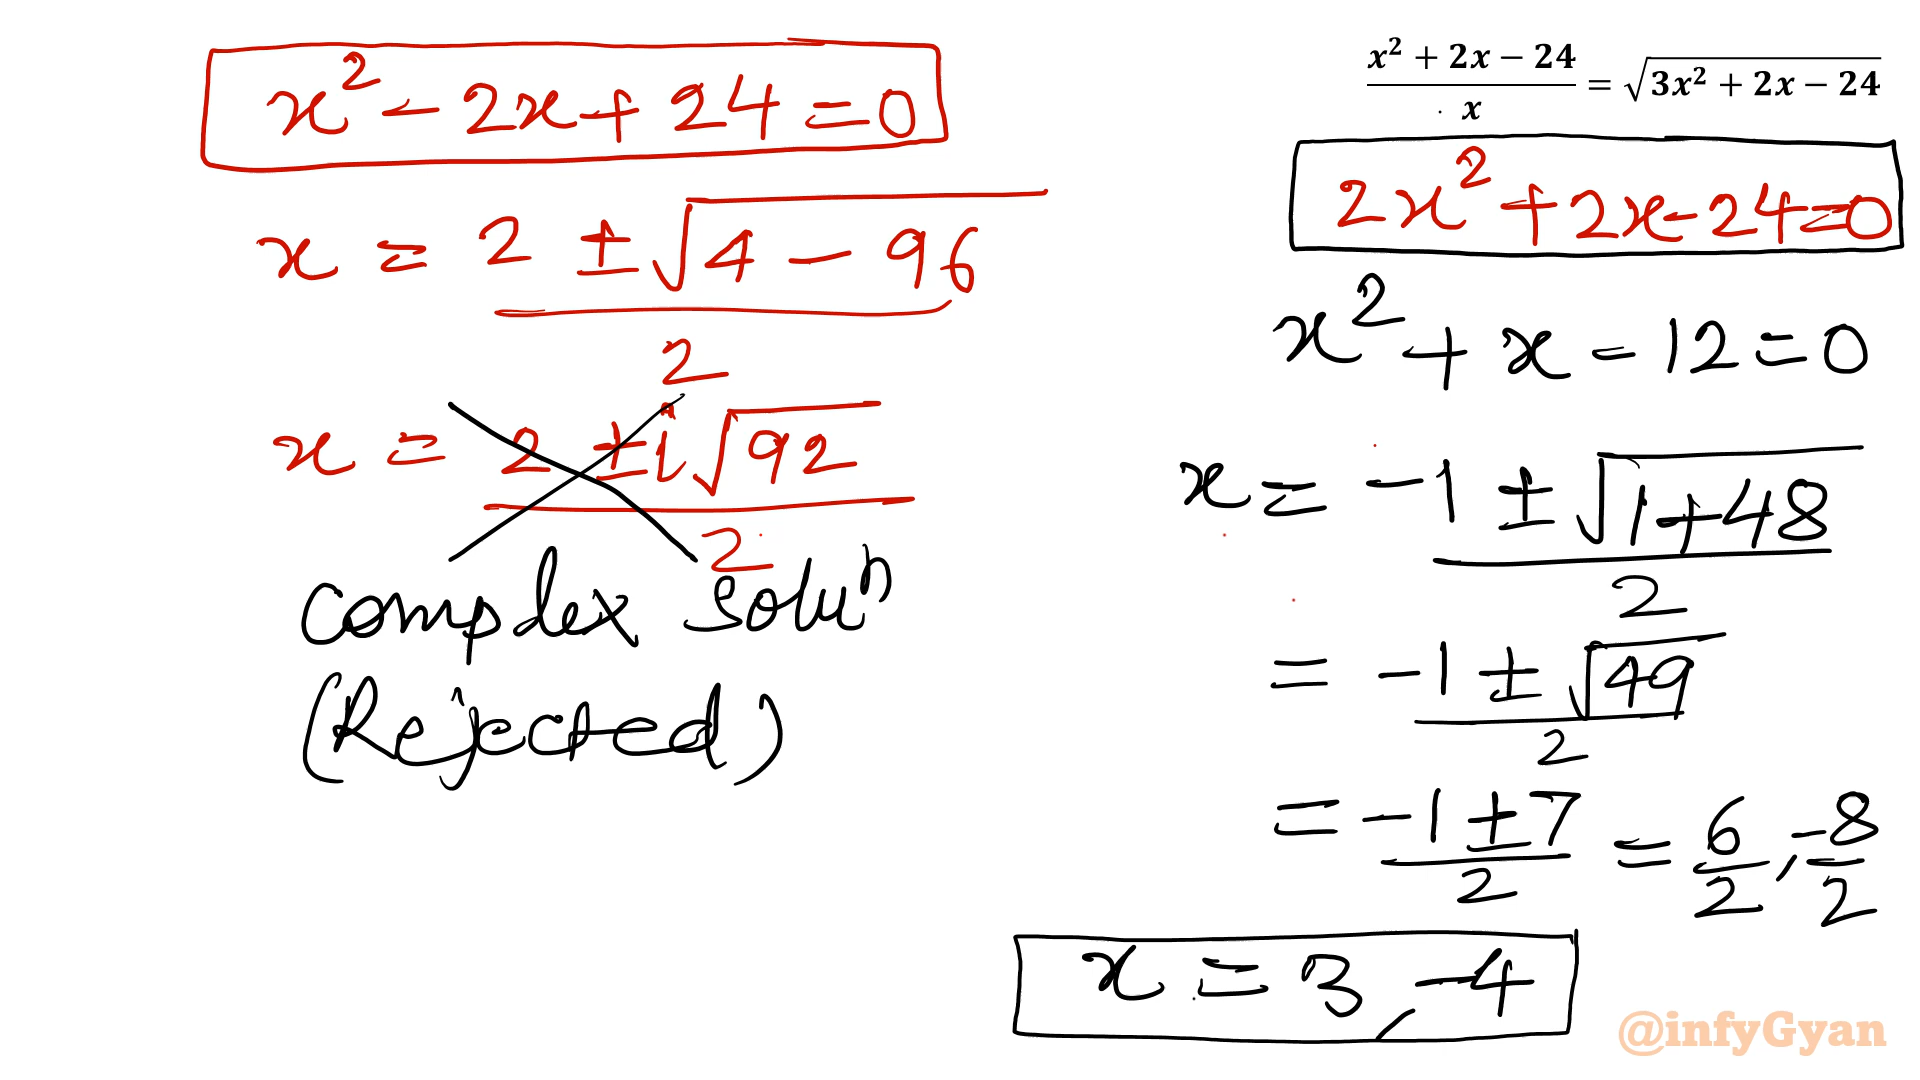 x² - 2x + 24 = 0
x = (2 ± √(4 - 96))/2
x = (2 ± i√92)/2
complex soluⁿ
(Rejected)
(x² + 2x − 24)/x = √(3x² + 2x − 24)
2x² + 2x - 24 = 0
x² + x - 12 = 0
x = (-1 ± √(1+48))/2
= (-1 ± √49)/2
= (-1 ± 7)/2 = 6/2, -8/2
x = 3, -4
@infyGyan